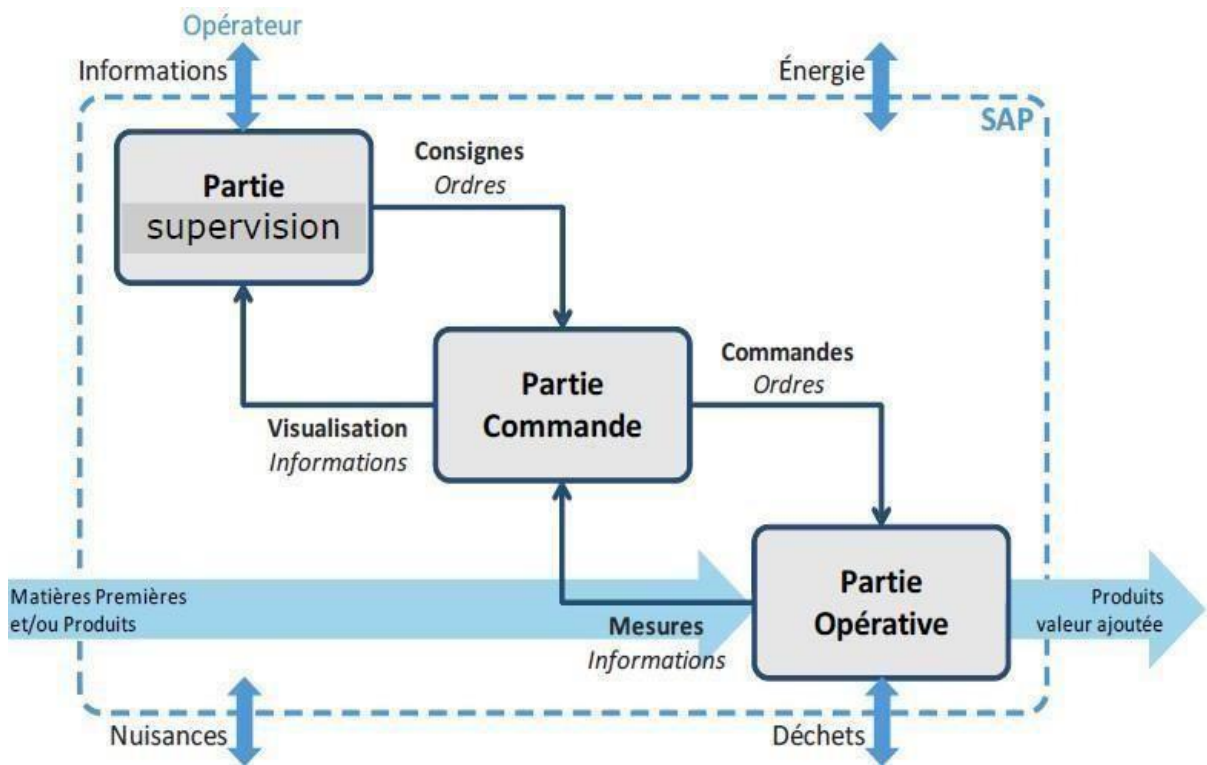 Opérateur
Informations
Énergie
SAP
Partie
supervision
Consignes
Ordres
Partie
Commande
Commandes
Ordres
Visualisation
Informations
Partie
Opérative
Matières Premières
et/ou Produits
Mesures
Informations
Produits
valeur ajoutée
Nuisances
Déchets